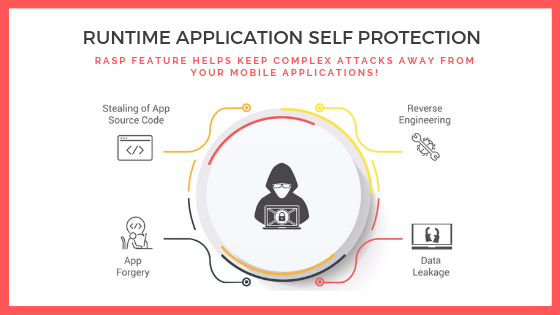 RUNTIME APPLICATION SELF PROTECTION
RASP FEATURE HELPS KEEP COMPLEX ATTACKS AWAY FROM
YOUR MOBILE APPLICATIONS!
Stealing of App
Source Code
</>
Reverse
Engineering
</>
App
Forgery
Data
Leakage